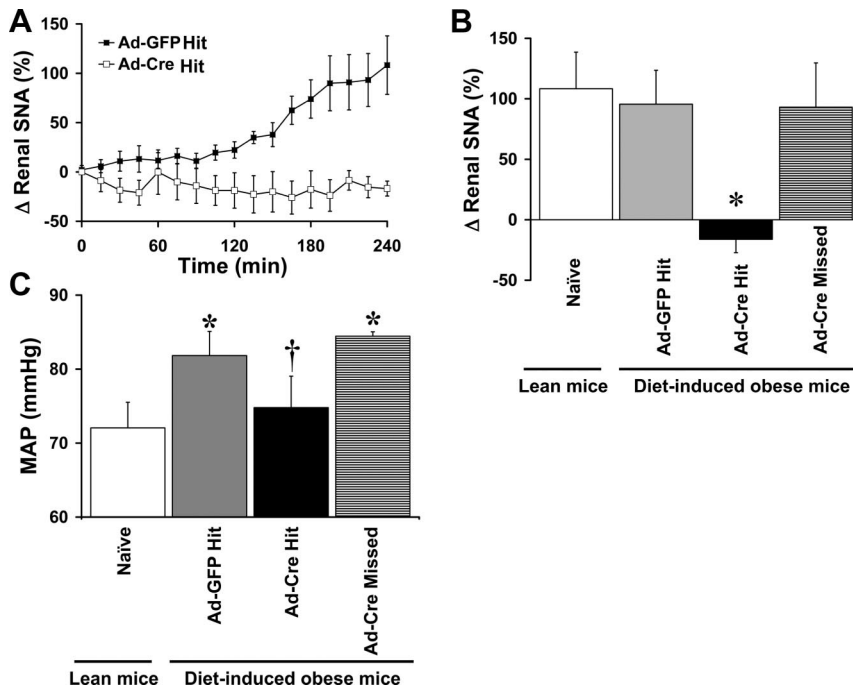 A
Ad-GFP Hit
Ad-Cre Hit
Δ Renal SNA (%)
150
100
50
0
-50
0
60
120
180
240
Time (min)
B
Δ Renal SNA (%)
150
100
50
0
-50
*
Naïve
Ad-GFP Hit
Ad-Cre Hit
Ad-Cre Missed
Lean mice
Diet-induced obese mice
C
MAP (mmHg)
90
80
70
60
*
†
*
Naïve
Ad-GFP Hit
Ad-Cre Hit
Ad-Cre Missed
Lean mice
Diet-induced obese mice